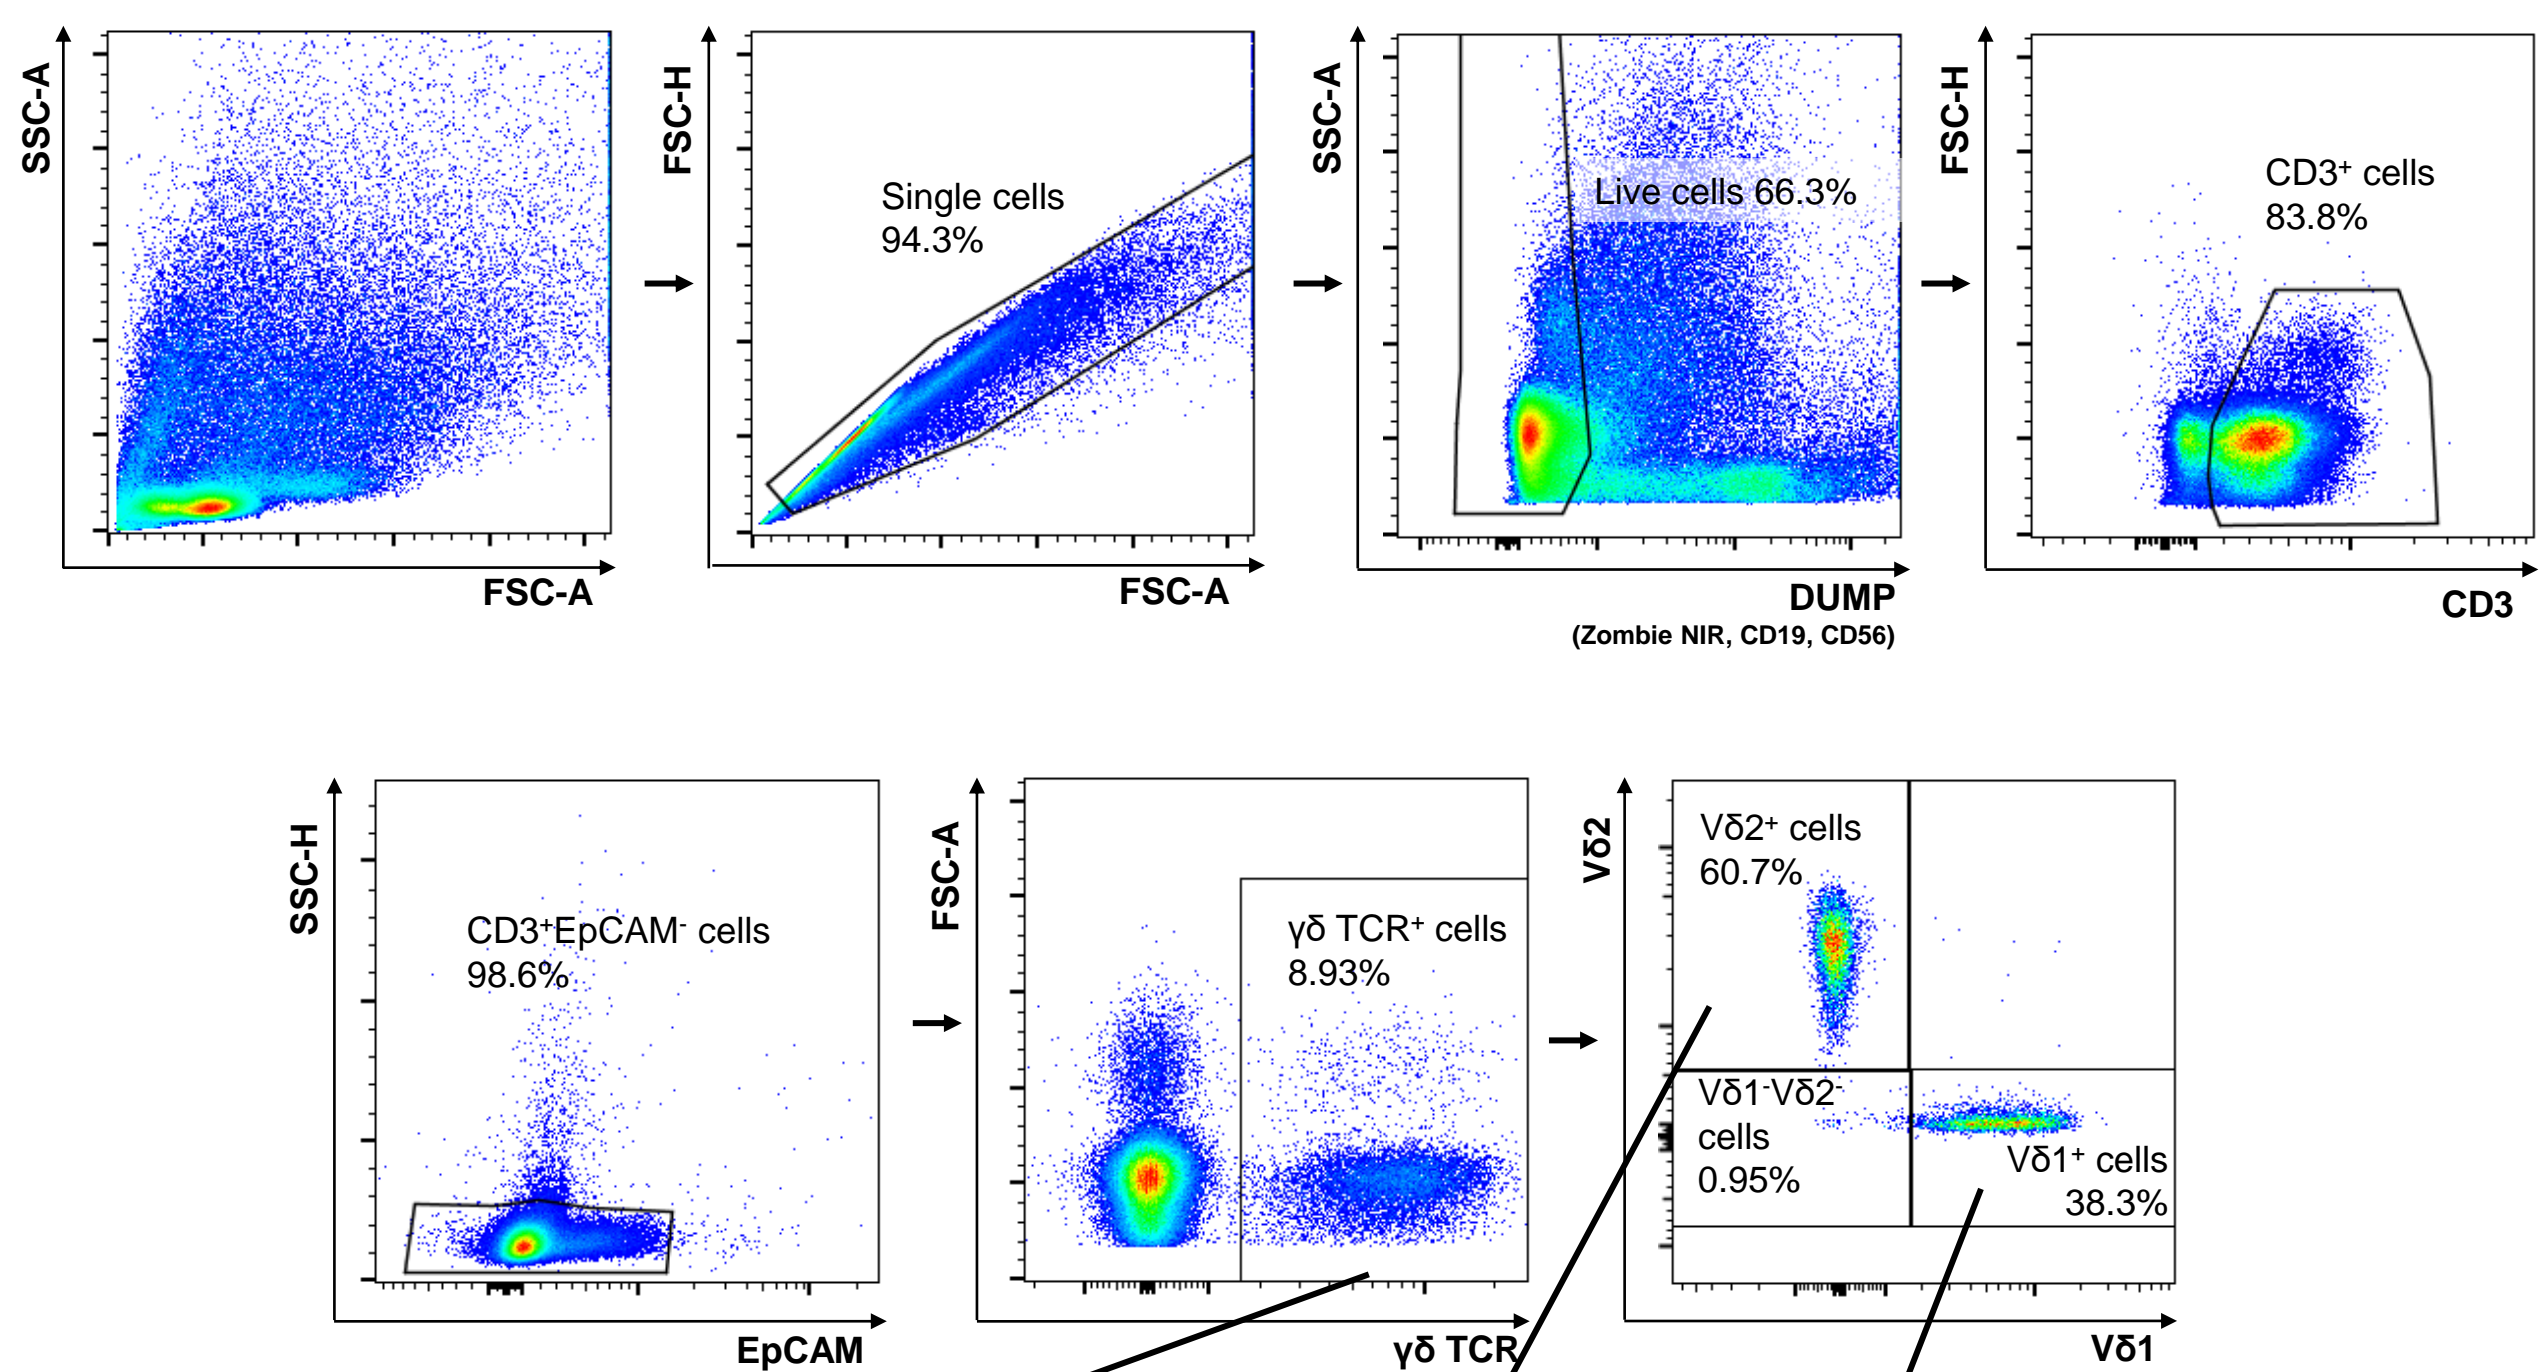 SSC-A
FSC-A
FSC-H
Single cells
94.3%
FSC-A
SSC-A
Live cells 66.3%
DUMP
(Zombie NIR, CD19, CD56)
FSC-H
CD3⁺ cells
83.8%
CD3
SSC-H
CD3⁺EpCAM⁻ cells
98.6%
EpCAM
FSC-A
γδ TCR⁺ cells
8.93%
γδ TCR
Vδ2
Vδ2⁺ cells
60.7%
Vδ1⁻Vδ2⁻
cells
0.95%
Vδ1⁺ cells
38.3%
Vδ1